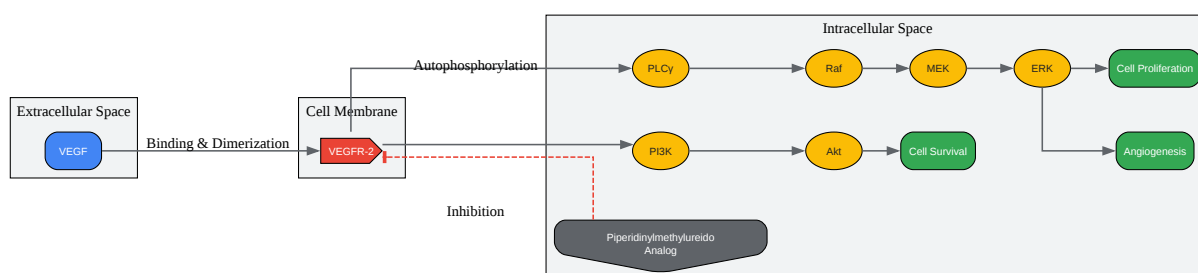 Intracellular Space
Autophosphorylation
PLCγ
Raf
MEK
ERK
Cell Proliferation
Extracellular Space
Cell Membrane
Binding & Dimerization
VEGF
VEGFR-2
PI3K
Akt
Cell Survival
Angiogenesis
Inhibition
Piperidinylmethylureido
Analog